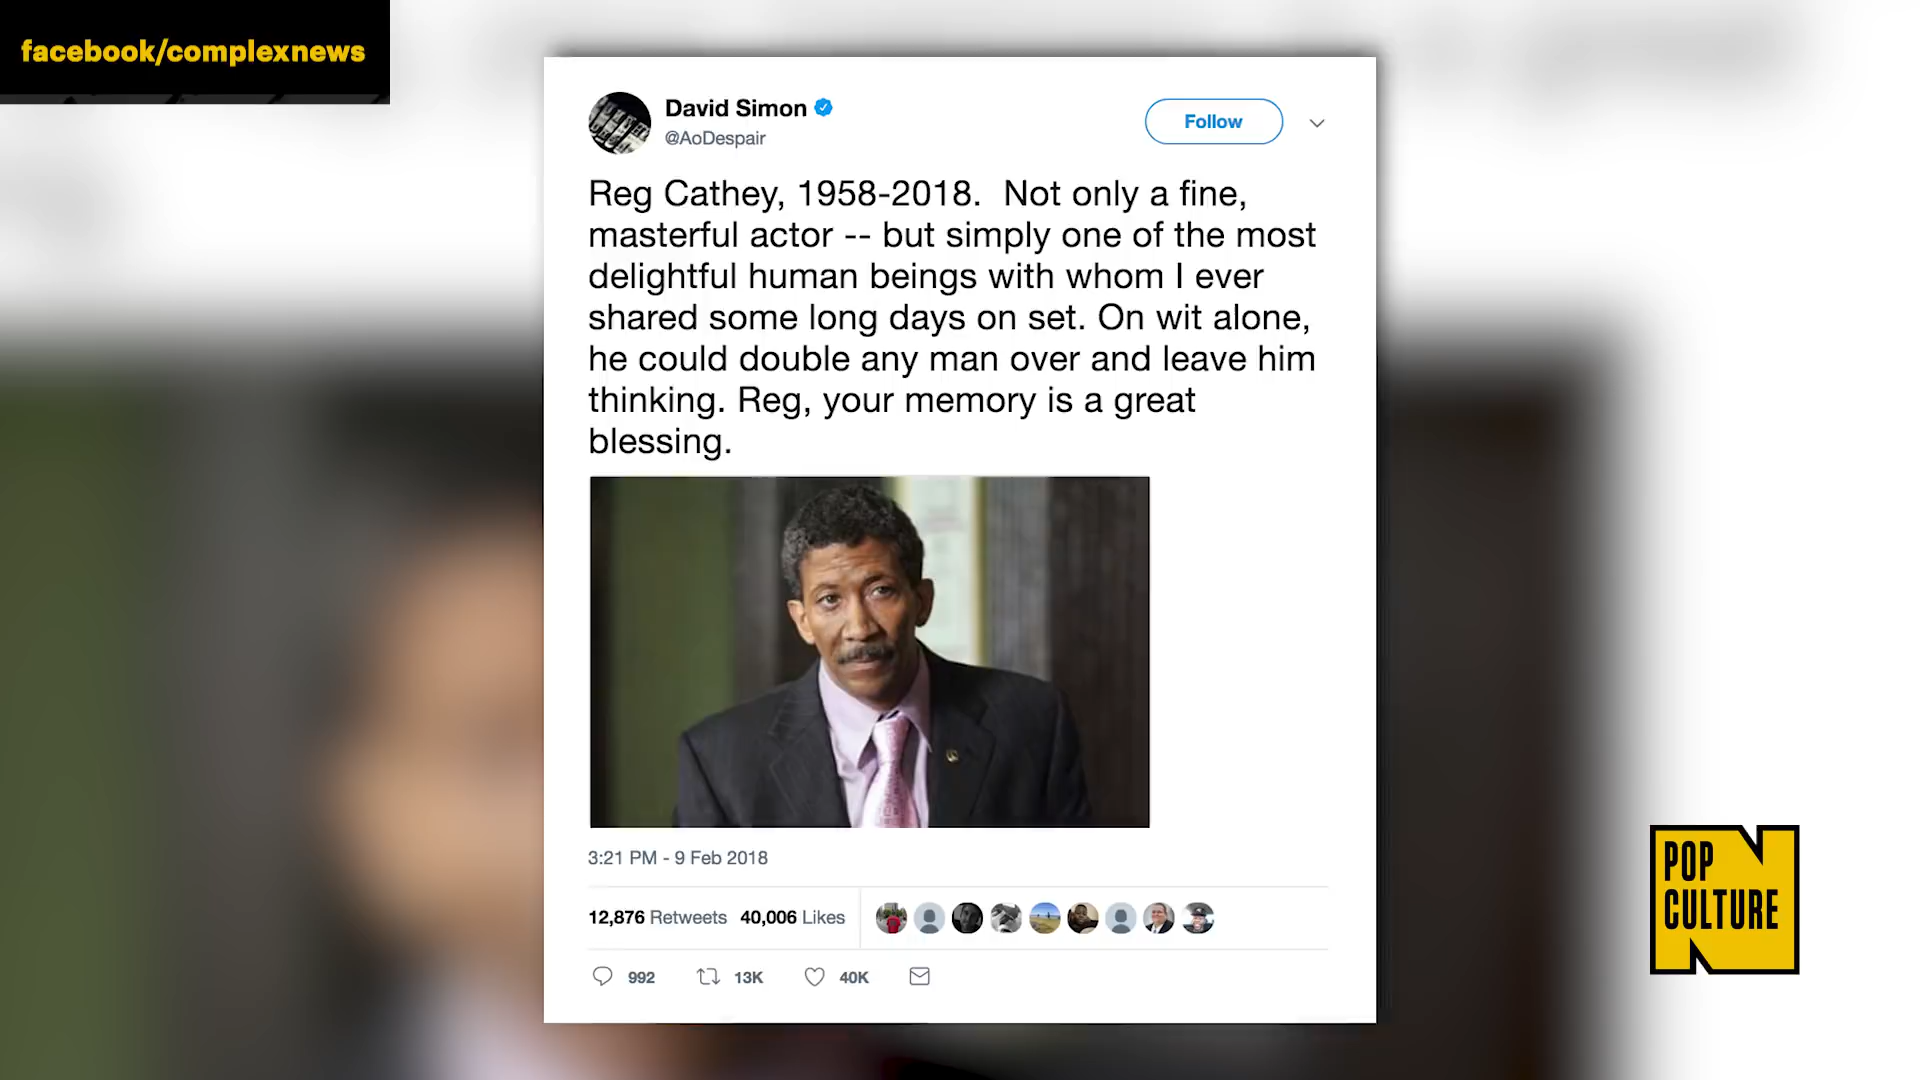 facebook/complexnews
David Simon
@AoDespair
Follow
Reg Cathey, 1958-2018.  Not only a fine,
masterful actor -- but simply one of the most
delightful human beings with whom I ever
shared some long days on set. On wit alone,
he could double any man over and leave him
thinking. Reg, your memory is a great
blessing.
3:21 PM - 9 Feb 2018
12,876 Retweets 40,006 Likes
992 13K 40K
POP
CULTURE